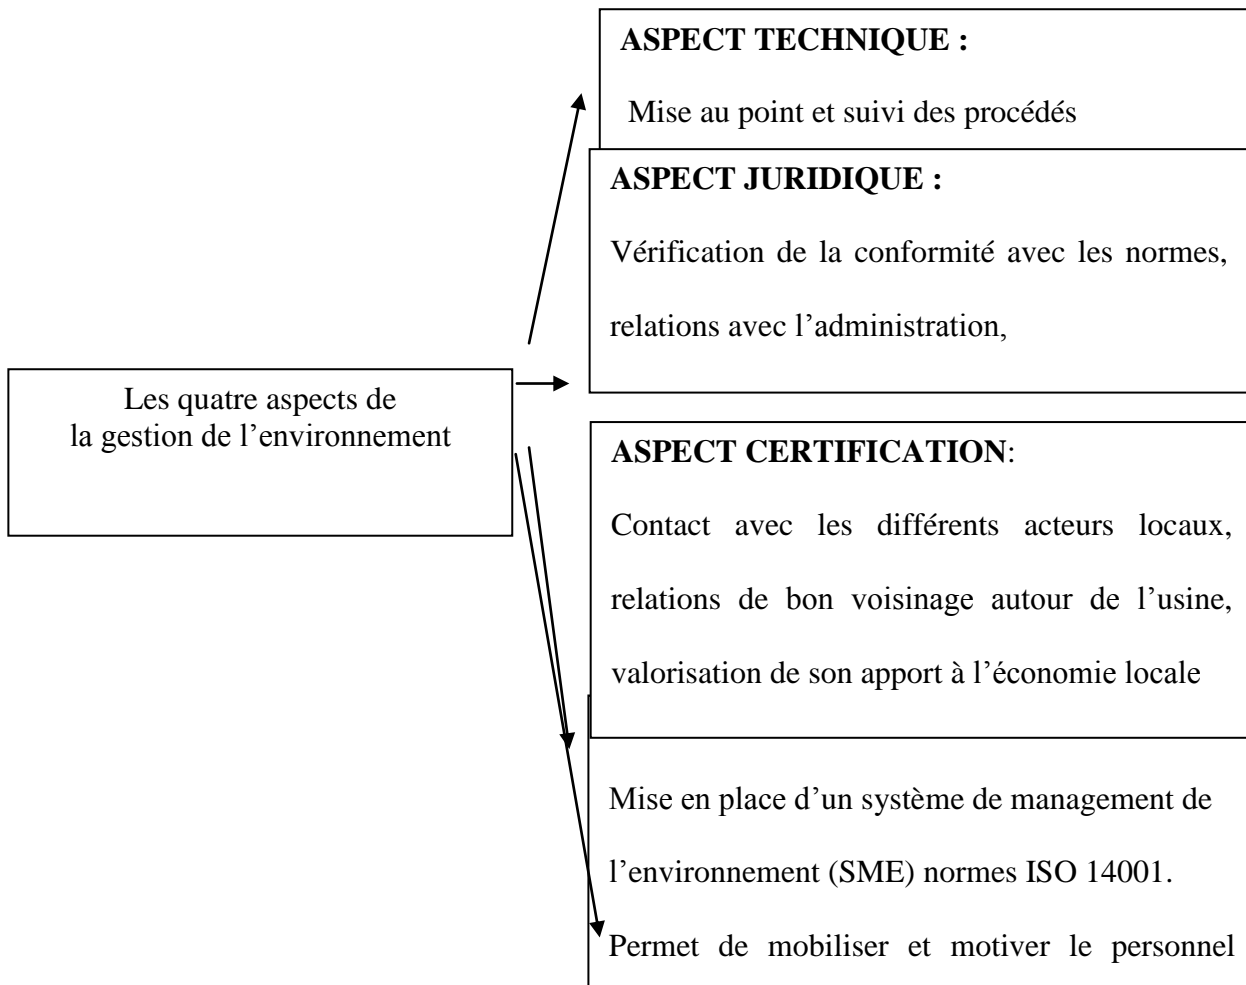 ASPECT TECHNIQUE :
Mise au point et suivi des procédés
ASPECT JURIDIQUE :
Vérification de la conformité avec les normes,
relations avec l’administration,
Les quatre aspects de
la gestion de l’environnement
ASPECT CERTIFICATION:
Contact avec les différents acteurs locaux,
relations de bon voisinage autour de l’usine,
valorisation de son apport à l’économie locale
Mise en place d’un système de management de
l’environnement (SME) normes ISO 14001.
Permet de mobiliser et motiver le personnel